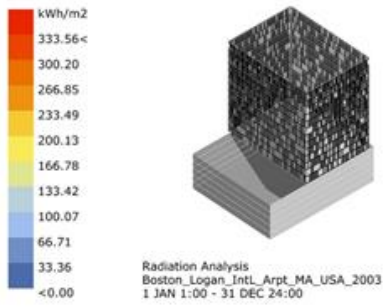 kWh/m2
333.56<
300.20
266.85
233.49
200.13
166.78
133.42
100.07
66.71
33.36
<0.00
Radiation Analysis
Boston_Logan_IntL_Arpt_MA_USA_2003
1 JAN 1:00 - 31 DEC 24:00